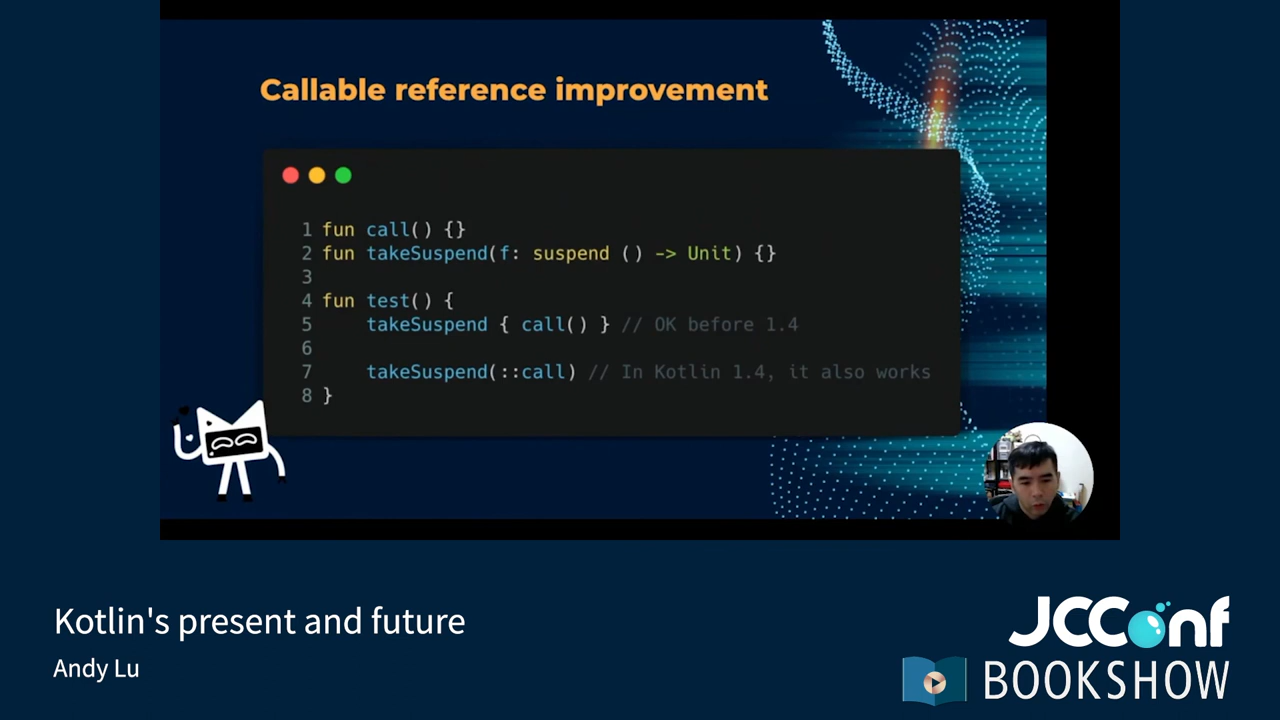 Callable reference improvement
1 fun call() {}
2 fun takeSuspend(f: suspend () -> Unit) {}
3
4 fun test() {
5     takeSuspend { call() } // OK before 1.4
6
7     takeSuspend(::call) // In Kotlin 1.4, it also works
8 }
Kotlin's present and future
Andy Lu
JCConf
BOOKSHOW